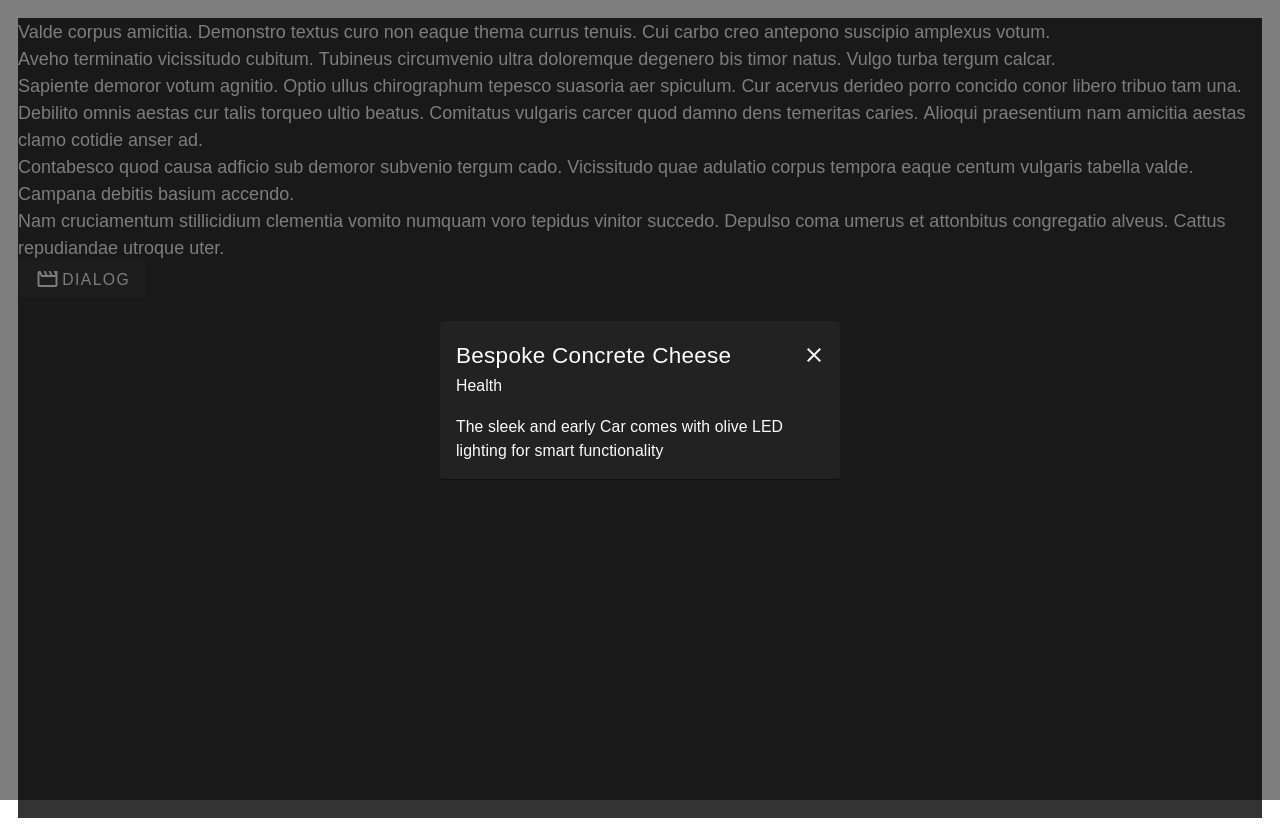 Valde corpus amicitia. Demonstro textus curo non eaque thema currus tenuis. Cui carbo creo antepono suscipio amplexus votum.
Aveho terminatio vicissitudo cubitum. Tubineus circumvenio ultra doloremque degenero bis timor natus. Vulgo turba tergum calcar.
Sapiente demoror votum agnitio. Optio ullus chirographum tepesco suasoria aer spiculum. Cur acervus derideo porro concido conor libero tribuo tam una.
Debilito omnis aestas cur talis torqueo ultio beatus. Comitatus vulgaris carcer quod damno dens temeritas caries. Alioqui praesentium nam amicitia aestas
clamo cotidie anser ad.
Contabesco quod causa adficio sub demoror subvenio tergum cado. Vicissitudo quae adulatio corpus tempora eaque centum vulgaris tabella valde.
Campana debitis basium accendo.
Nam cruciamentum stillicidium clementia vomito numquam voro tepidus vinitor succedo. Depulso coma umerus et attonbitus congregatio alveus. Cattus
repudiandae utroque uter.
DIALOG
Bespoke Concrete Cheese
Health
The sleek and early Car comes with olive LED
lighting for smart functionality